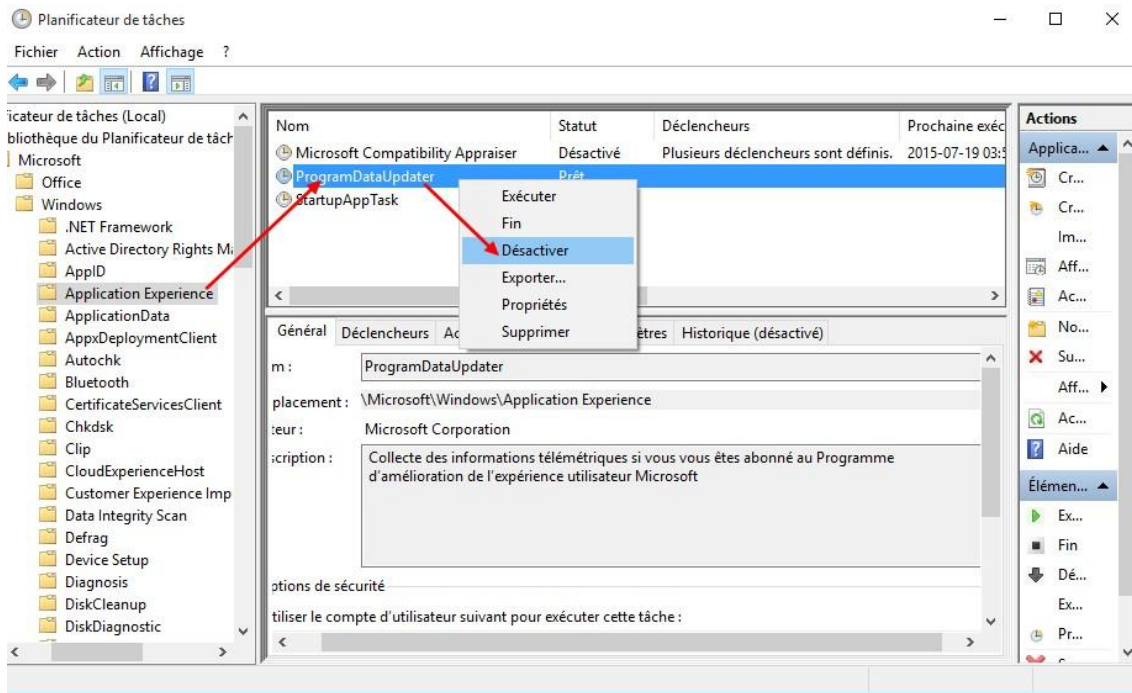 Planificateur de tâches
Fichier Action Affichage ?
ficateur de tâches (Local)
bliothèque du Planificateur de tâch
Microsoft
Office
Windows
.NET Framework
Active Directory Rights Ma
AppID
Application Experience
ApplicationData
AppxDeploymentClient
Autochk
Bluetooth
CertificateServicesClient
Chkdsk
Clip
CloudExperienceHost
Customer Experience Imp
Data Integrity Scan
Defrag
Device Setup
Diagnosis
DiskCleanup
DiskDiagnostic
Nom Statut Déclencheurs Prochaine exéc
Microsoft Compatibility Appraiser Désactivé Plusieurs déclencheurs sont définis. 2015-07-19 03:5
ProgramDataUpdater Prêt
StartupAppTask
Exécuter
Fin
Désactiver
Exporter...
Propriétés
Supprimer
Général Déclencheurs Ac ètres Historique (désactivé)
m : ProgramDataUpdater
placement : \Microsoft\Windows\Application Experience
teur : Microsoft Corporation
scription : Collecte des informations télémétriques si vous vous êtes abonné au Programme
d'amélioration de l'expérience utilisateur Microsoft
ptions de sécurité
tiliser le compte d'utilisateur suivant pour exécuter cette tâche :
Actions
Applica...
Cr...
Cr...
Im...
Aff...
Ac...
No...
Su...
Aff...
Ac...
Aide
Élémen...
Ex...
Fin
Dé...
Ex...
Pr...